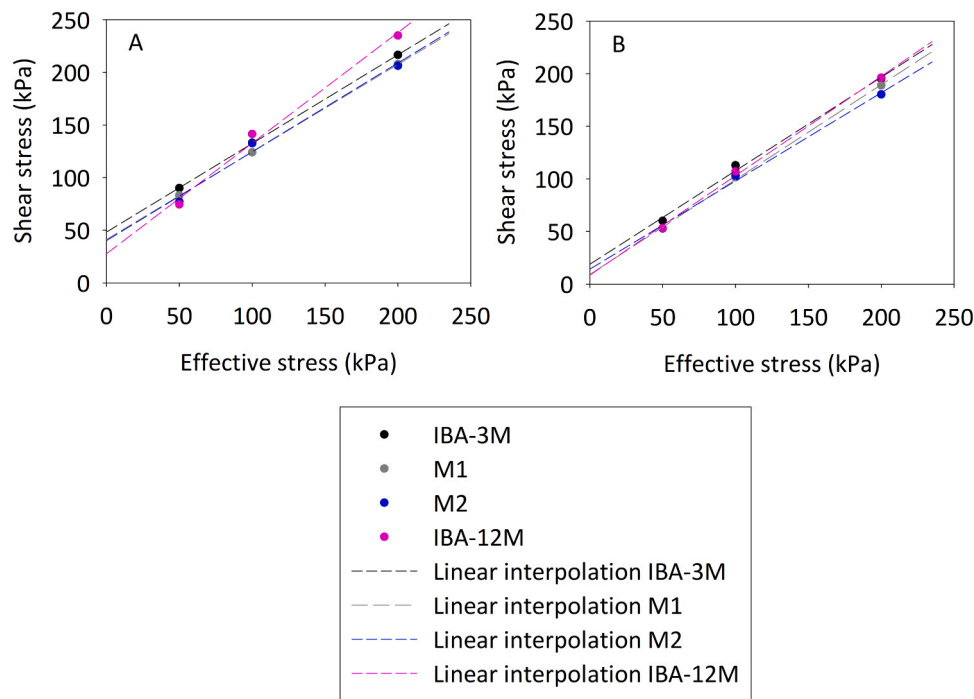 A
Shear stress (kPa)
250
200
150
100
50
0
0 50 100 150 200 250
Effective stress (kPa)
B
Shear stress (kPa)
250
200
150
100
50
0
0 50 100 150 200 250
Effective stress (kPa)
IBA-3M
M1
M2
IBA-12M
Linear interpolation IBA-3M
Linear interpolation M1
Linear interpolation M2
Linear interpolation IBA-12M